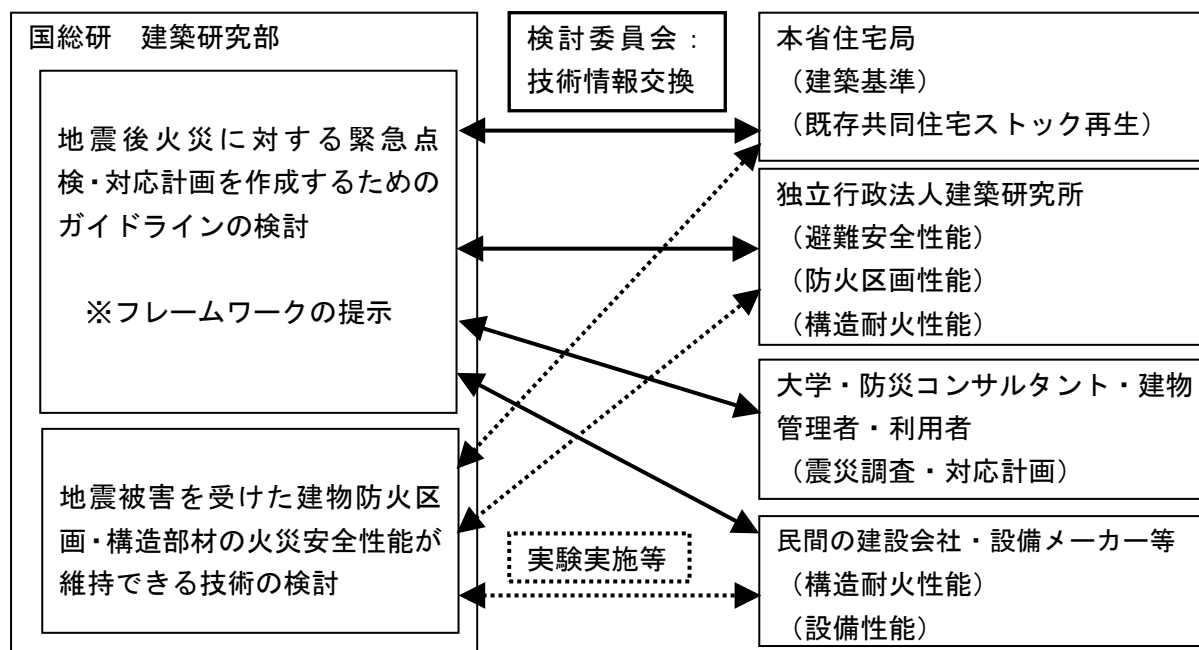 国総研　建築研究部
地震後火災に対する緊急点
検・対応計画を作成するための
ガイドラインの検討
※フレームワークの提示
地震被害を受けた建物防火区
画・構造部材の火災安全性能が
維持できる技術の検討
検討委員会：
技術情報交換
実験実施等
本省住宅局
（建築基準）
（既存共同住宅ストック再生）
独立行政法人建築研究所
（避難安全性能）
（防火区画性能）
（構造耐火性能）
大学・防災コンサルタント・建物
管理者・利用者
（震災調査・対応計画）
民間の建設会社・設備メーカー等
（構造耐火性能）
（設備性能）